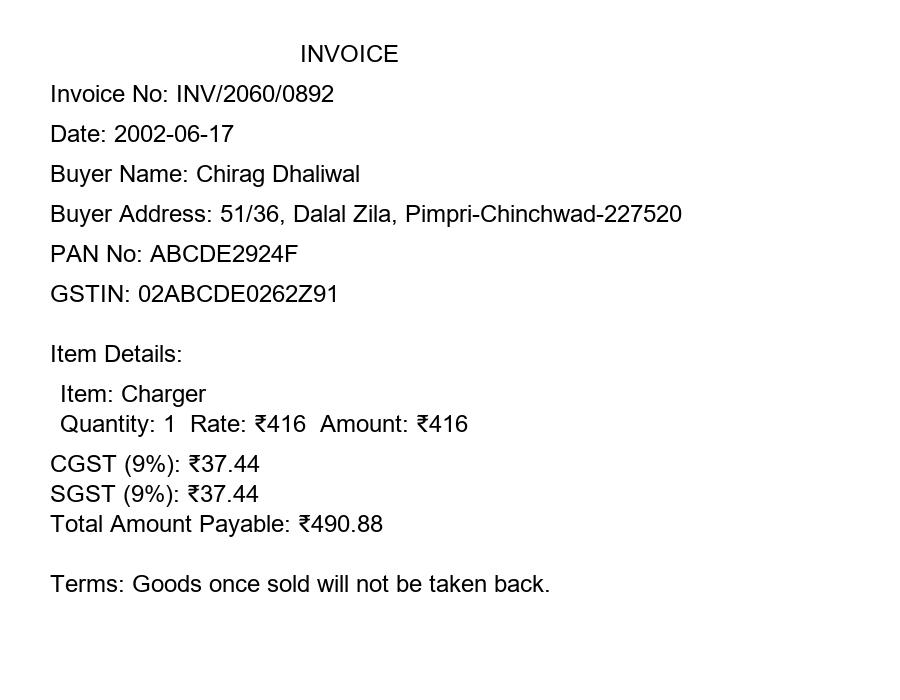 INVOICE
Invoice No: INV/2060/0892
Date: 2002-06-17
Buyer Name: Chirag Dhaliwal
Buyer Address: 51/36, Dalal Zila, Pimpri-Chinchwad-227520
PAN No: ABCDE2924F
GSTIN: 02ABCDE0262Z91
Item Details:
Item: Charger
Quantity: 1 Rate: ₹416 Amount: ₹416
CGST (9%): ₹37.44
SGST (9%): ₹37.44
Total Amount Payable: ₹490.88
Terms: Goods once sold will not be taken back.